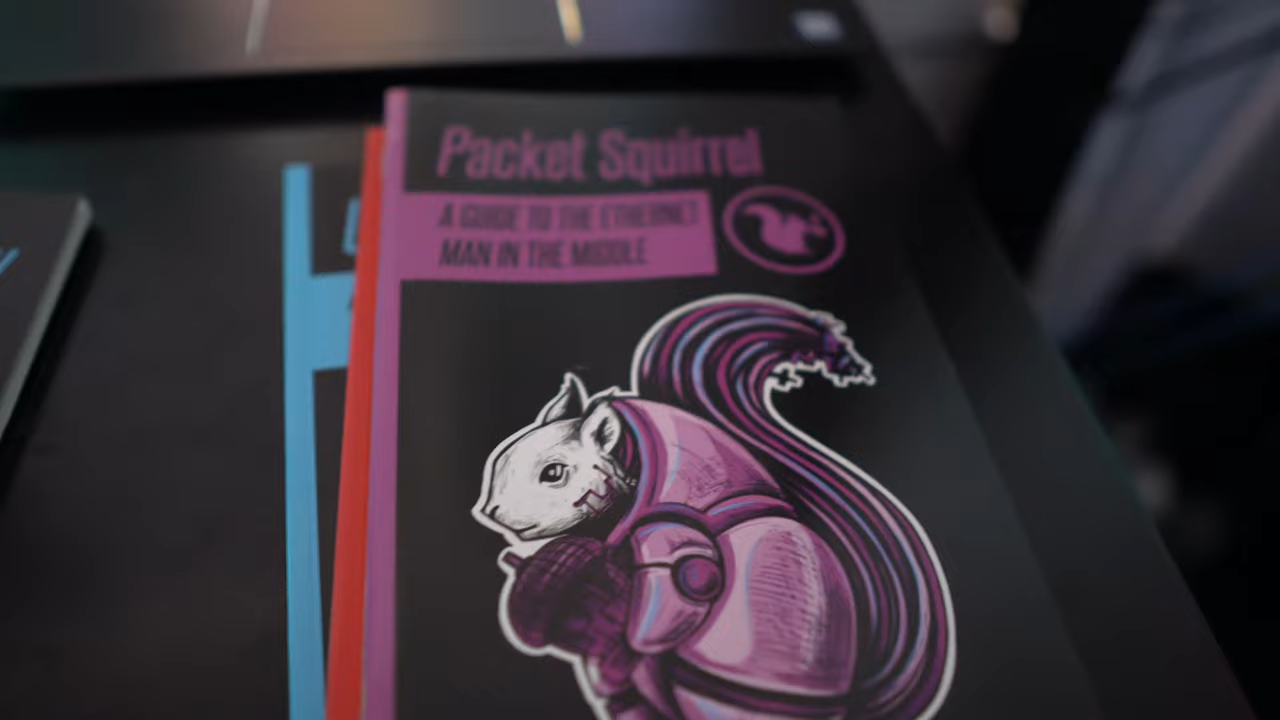 Packet Squirrel
A GUIDE TO THE ETHERNET
MAN IN THE MIDDLE